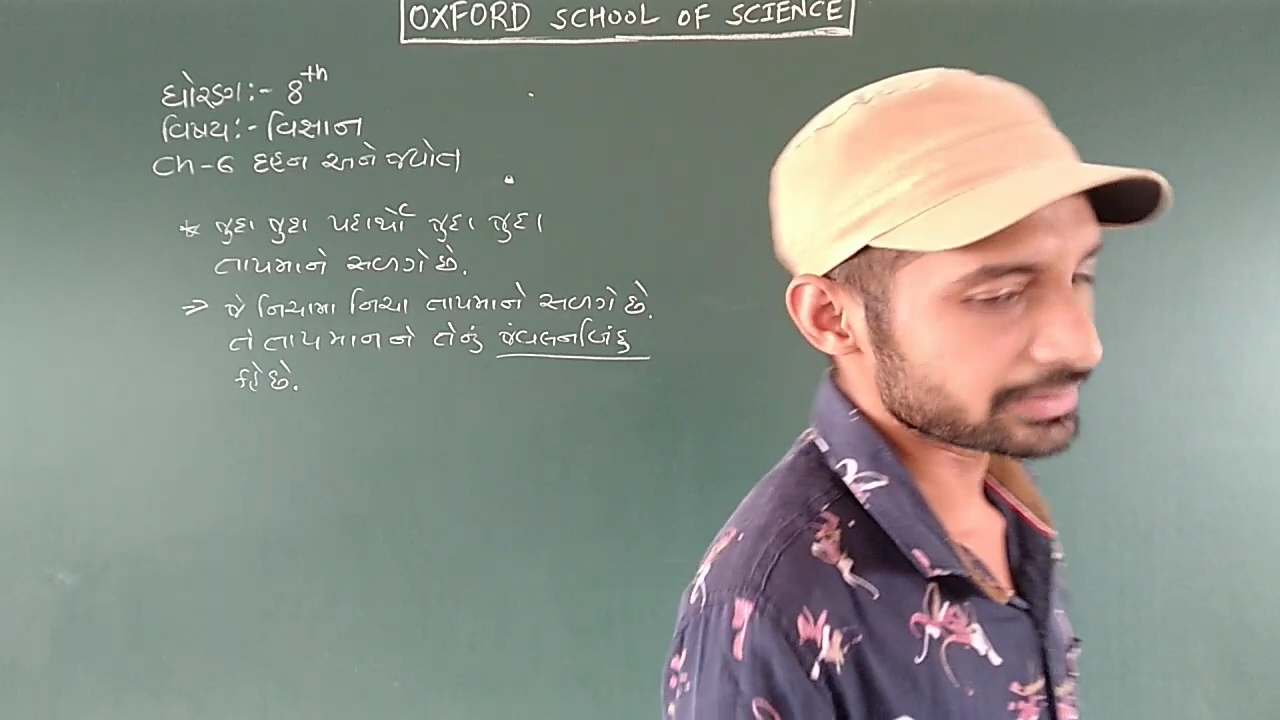 OXFORD SCHOOL OF SCIENCE
ધોરણ:- 8th
વિષય:- વિજ્ઞાન
Ch-6 દહન અને જ્યોત
* જુદા જુદા પદાર્થો જુદા જુદા
તાપમાને સળગે છે.
⇒ જે નિચામા નિચા તાપમાને સળગે છે.
તે તાપમાનને તેનું જ્વલનબિંદુ
કહે છે.